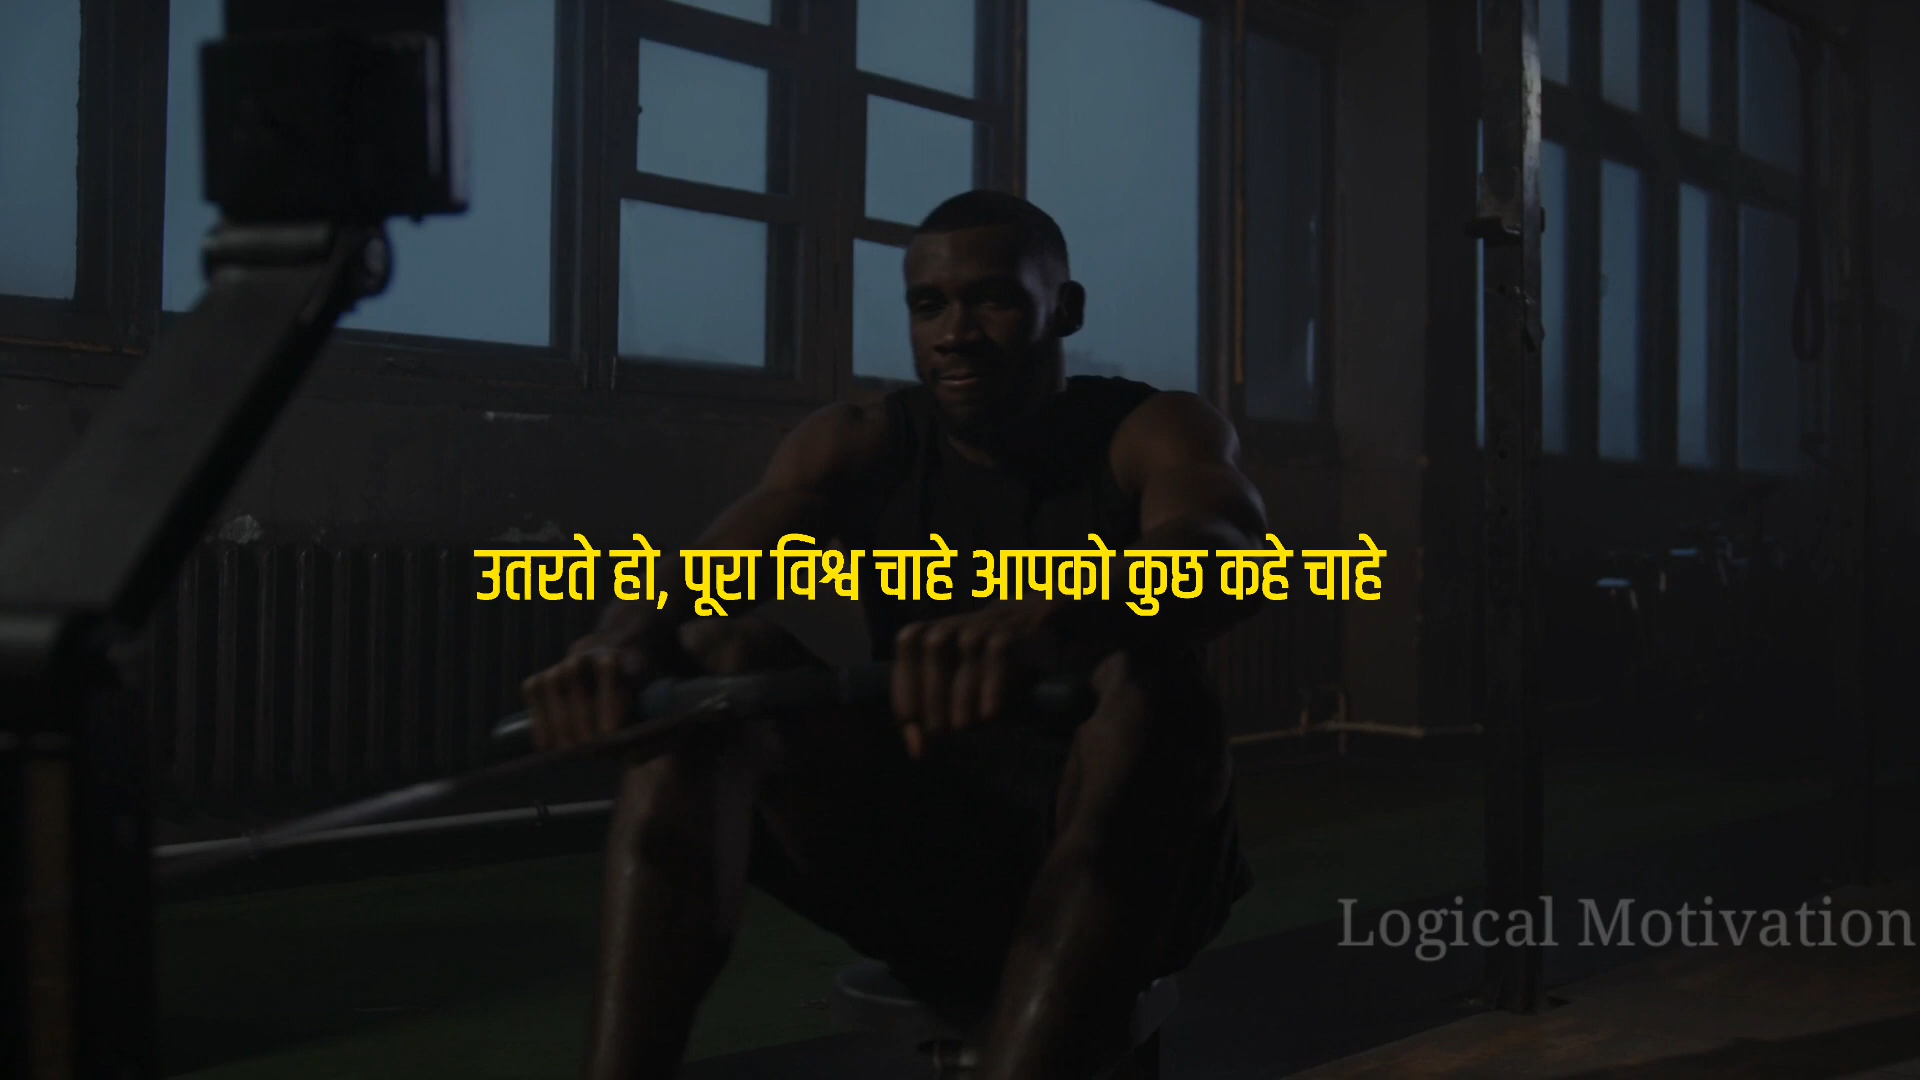 उतरते हो, पूरा विश्व चाहे आपको कुछ कहे चाहे
Logical Motivation